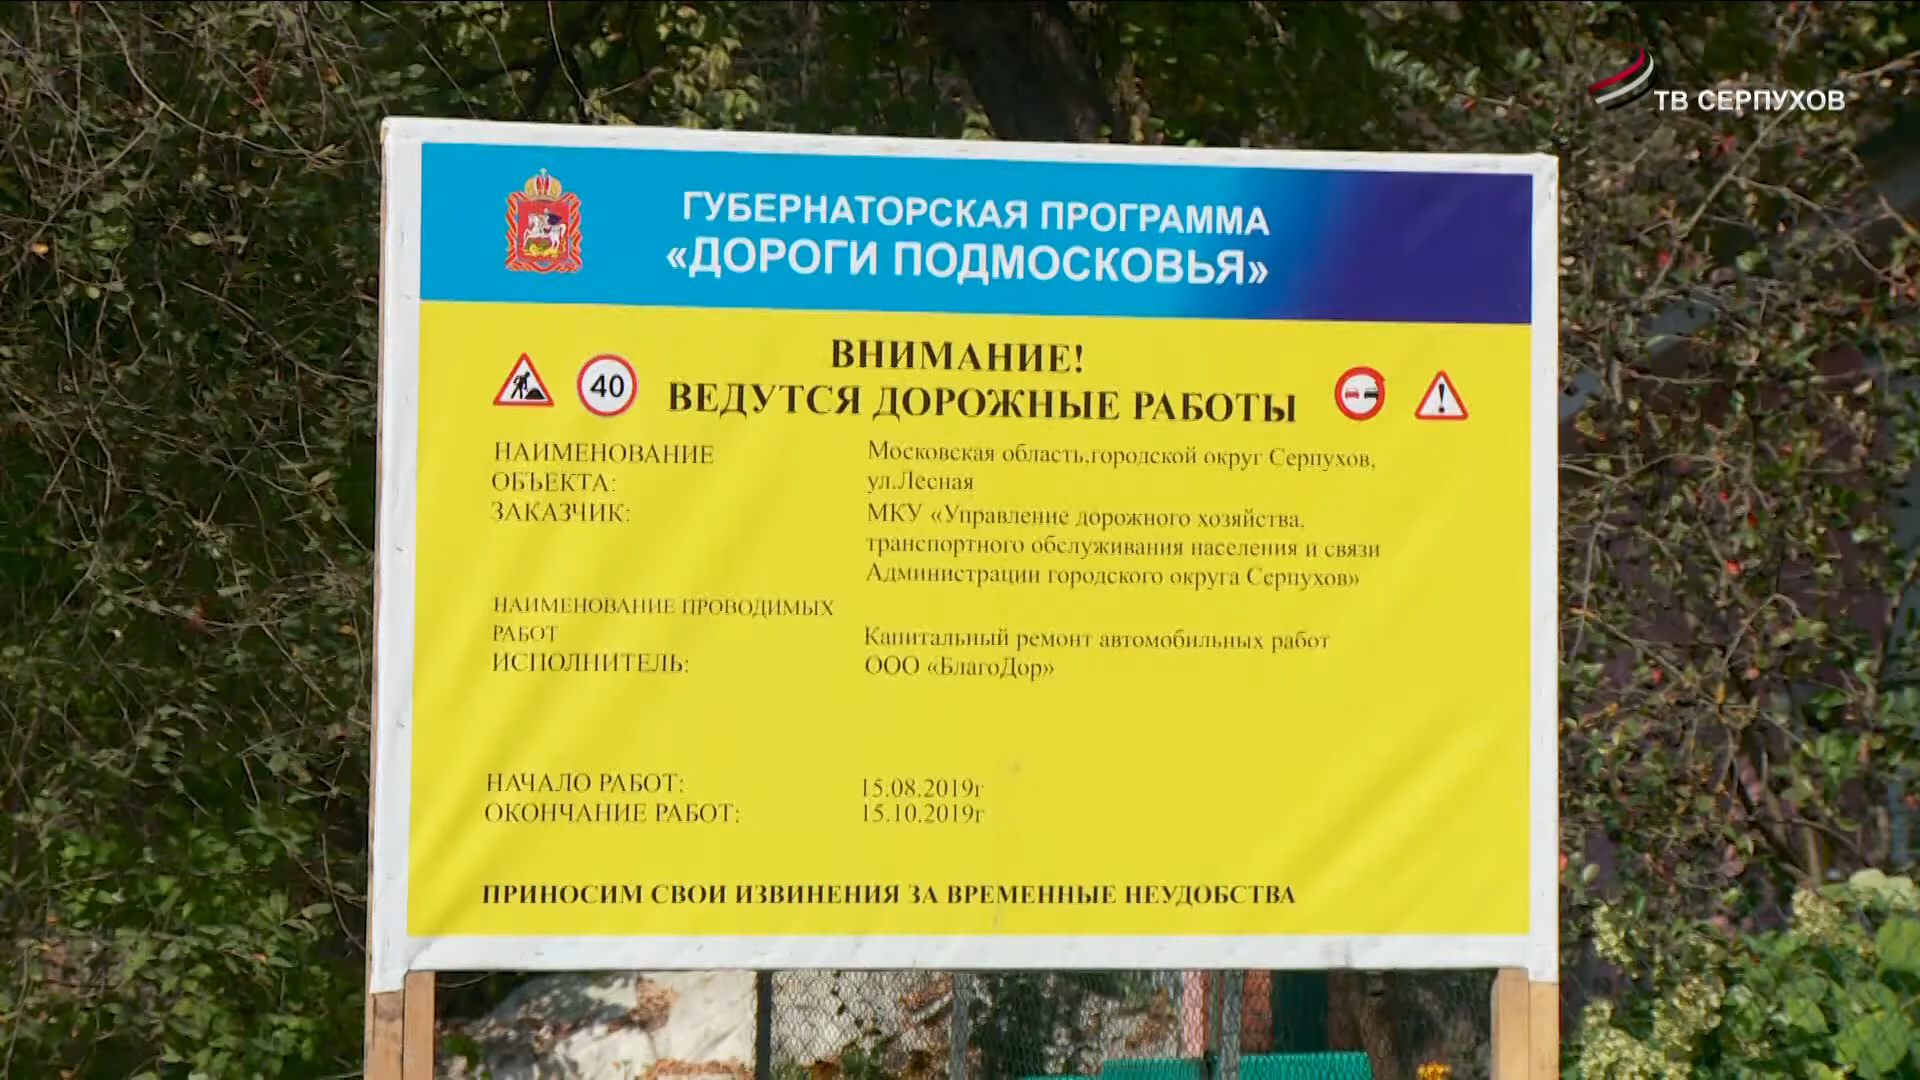 ТВ СЕРПУХОВ
ГУБЕРНАТОРСКАЯ ПРОГРАММА
«ДОРОГИ ПОДМОСКОВЬЯ»
ВНИМАНИЕ!
40
ВЕДУТСЯ ДОРОЖНЫЕ РАБОТЫ
НАИМЕНОВАНИЕ
ОБЪЕКТА:
Московская область,городской округ Серпухов,
ул.Лесная
ЗАКАЗЧИК:
МКУ «Управление дорожного хозяйства,
транспортного обслуживания населения и связи
Администрации городского округа Серпухов»
НАИМЕНОВАНИЕ ПРОВОДИМЫХ
РАБОТ
Капитальный ремонт автомобильных работ
ИСПОЛНИТЕЛЬ:
ООО «БлагоДор»
НАЧАЛО РАБОТ:
15.08.2019г
ОКОНЧАНИЕ РАБОТ:
15.10.2019г
ПРИНОСИМ СВОИ ИЗВИНЕНИЯ ЗА ВРЕМЕННЫЕ НЕУДОБСТВА